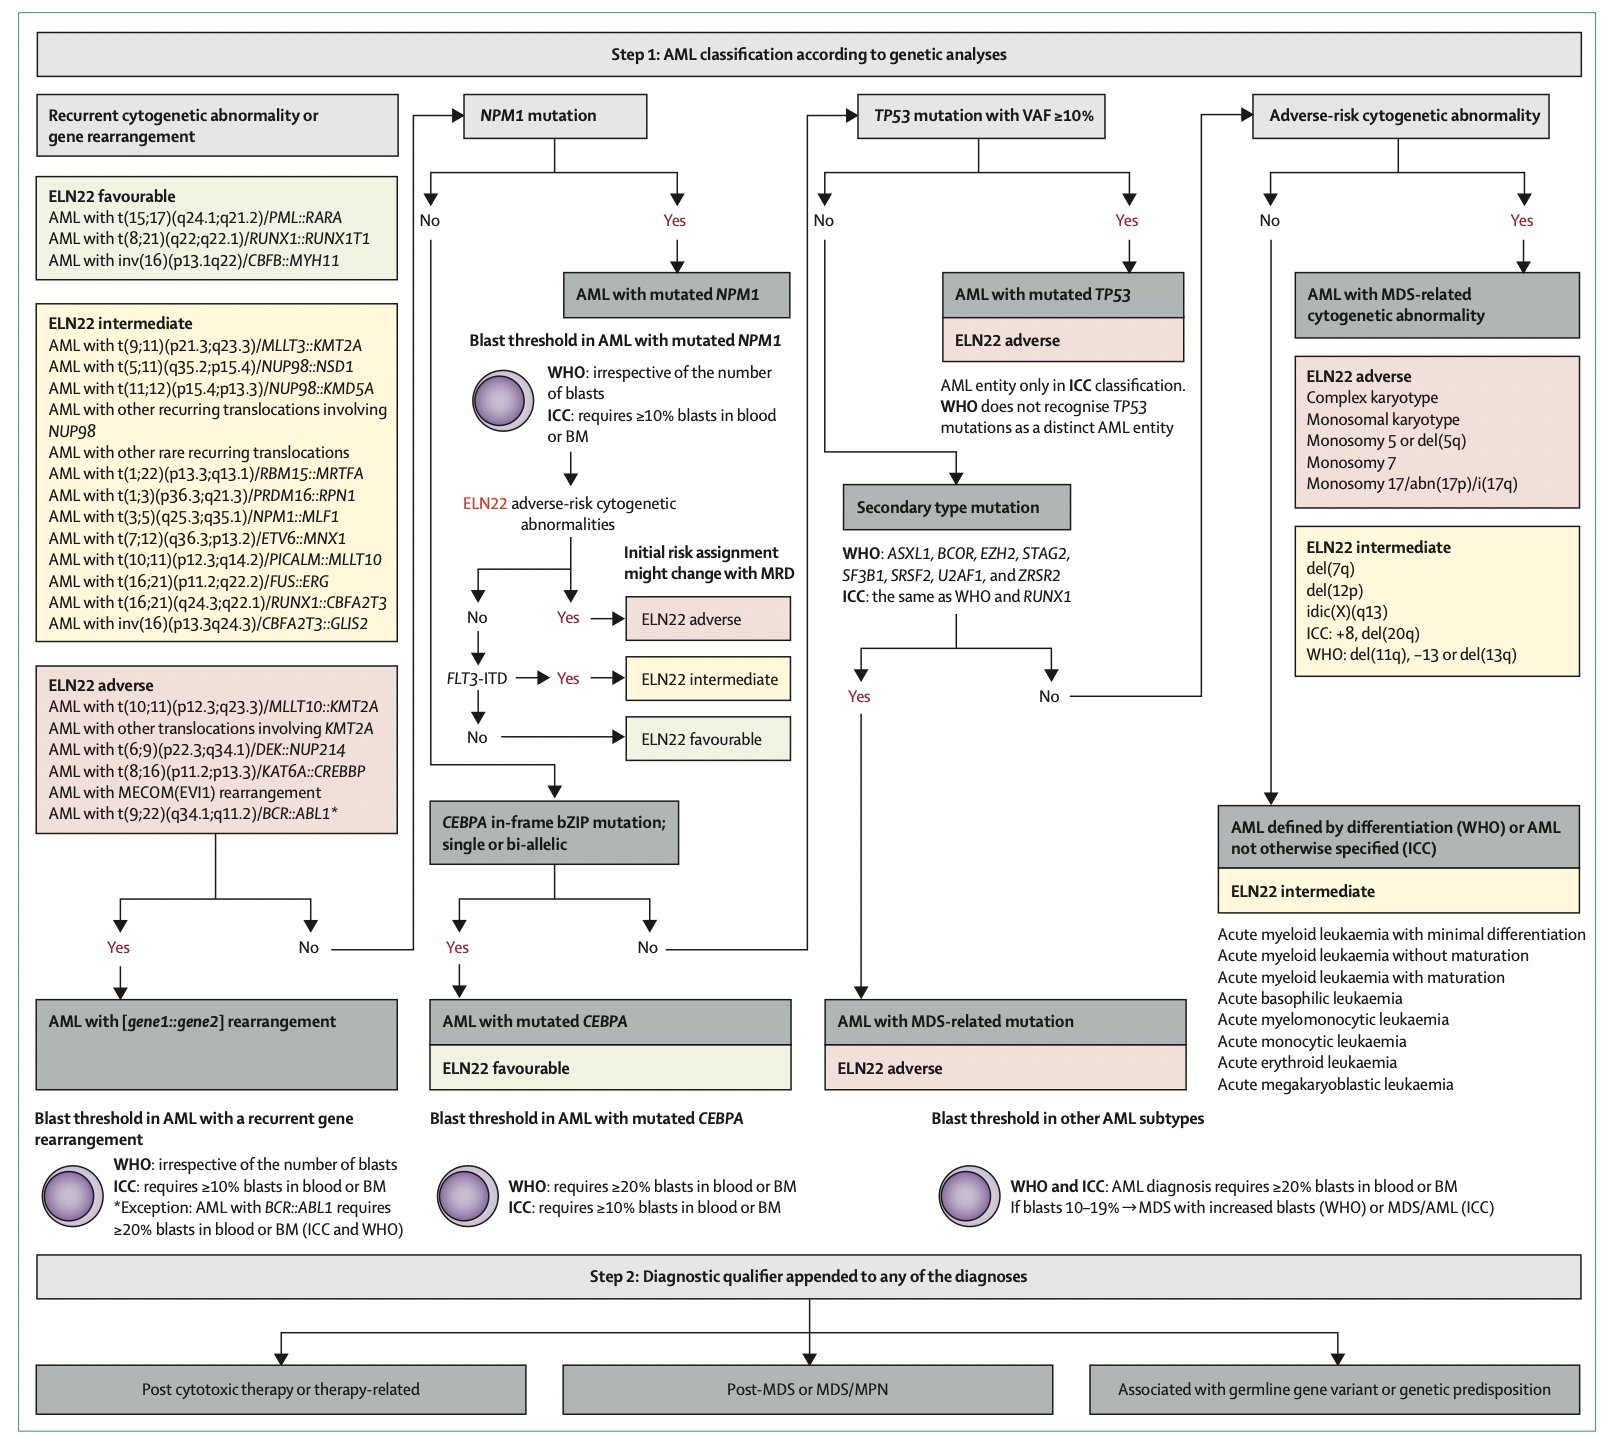 Step 1: AML classification according to genetic analyses
Recurrent cytogenetic abnormality or
gene rearrangement
ELN22 favourable
AML with t(15;17)(q24.1;q21.2)/PML::RARA
AML with t(8;21)(q22;q22.1)/RUNX1::RUNX1T1
AML with inv(16)(p13.1q22)/CBFB::MYH11
ELN22 intermediate
AML with t(9;11)(p21.3;q23.3)/MLLT3::KMT2A
AML with t(5;11)(q35.2;p15.4)/NUP98::NSD1
AML with t(11;12)(p15.4;p13.3)/NUP98::KMD5A
AML with other recurring translocations involving
NUP98
AML with other rare recurring translocations
AML with t(1;22)(p13.3;q13.1)/RBM15::MRTFA
AML with t(1;3)(p36.3;q21.3)/PRDM16::RPN1
AML with t(3;5)(q25.3;q35.1)/NPM1::MLF1
AML with t(7;12)(q36.3;p13.2)/ETV6::MNX1
AML with t(10;11)(p12.3;q14.2)/PICALM::MLLT10
AML with t(16;21)(p11.2;q22.2)/FUS::ERG
AML with t(16;21)(q24.3;q22.1)/RUNX1::CBFA2T3
AML with inv(16)(p13.3q24.3)/CBFA2T3::GLIS2
ELN22 adverse
AML with t(10;11)(p12.3;q23.3)/MLLT10::KMT2A
AML with other translocations involving KMT2A
AML with t(6;9)(p22.3;q34.1)/DEK::NUP214
AML with t(8;16)(p11.2;p13.3)/KAT6A::CREBBP
AML with MECOM(EVI1) rearrangement
AML with t(9;22)(q34.1;q11.2)/BCR::ABL1*
Yes
No
AML with [gene1::gene2] rearrangement
Blast threshold in AML with a recurrent gene
rearrangement
WHO: irrespective of the number of blasts
ICC: requires ≥10% blasts in blood or BM
*Exception: AML with BCR::ABL1 requires
≥20% blasts in blood or BM (ICC and WHO)
NPM1 mutation
No
Yes
AML with mutated NPM1
Blast threshold in AML with mutated NPM1
WHO: irrespective of the number
of blasts
ICC: requires ≥10% blasts in blood
or BM
ELN22 adverse-risk cytogenetic
abnormalities
Initial risk assignment
might change with MRD
No
Yes
ELN22 adverse
FLT3-ITD
Yes
ELN22 intermediate
No
ELN22 favourable
CEBPA in-frame bZIP mutation;
single or bi-allelic
Yes
No
AML with mutated CEBPA
ELN22 favourable
Blast threshold in AML with mutated CEBPA
WHO: requires ≥20% blasts in blood or BM
ICC: requires ≥10% blasts in blood or BM
TP53 mutation with VAF ≥10%
No
Yes
AML with mutated TP53
ELN22 adverse
AML entity only in ICC classification.
WHO does not recognise TP53
mutations as a distinct AML entity
Secondary type mutation
WHO: ASXL1, BCOR, EZH2, STAG2,
SF3B1, SRSF2, U2AF1, and ZRSR2
ICC: the same as WHO and RUNX1
Yes
No
AML with MDS-related mutation
ELN22 adverse
Adverse-risk cytogenetic abnormality
No
Yes
AML with MDS-related
cytogenetic abnormality
ELN22 adverse
Complex karyotype
Monosomal karyotype
Monosomy 5 or del(5q)
Monosomy 7
Monosomy 17/abn(17p)/i(17q)
ELN22 intermediate
del(7q)
del(12p)
idic(X)(q13)
ICC: +8, del(20q)
WHO: del(11q), −13 or del(13q)
AML defined by differentiation (WHO) or AML
not otherwise specified (ICC)
ELN22 intermediate
Acute myeloid leukaemia with minimal differentiation
Acute myeloid leukaemia without maturation
Acute myeloid leukaemia with maturation
Acute basophilic leukaemia
Acute myelomonocytic leukaemia
Acute monocytic leukaemia
Acute erythroid leukaemia
Acute megakaryoblastic leukaemia
Blast threshold in other AML subtypes
WHO and ICC: AML diagnosis requires ≥20% blasts in blood or BM
If blasts 10–19% → MDS with increased blasts (WHO) or MDS/AML (ICC)
Step 2: Diagnostic qualifier appended to any of the diagnoses
Post cytotoxic therapy or therapy-related
Post-MDS or MDS/MPN
Associated with germline gene variant or genetic predisposition